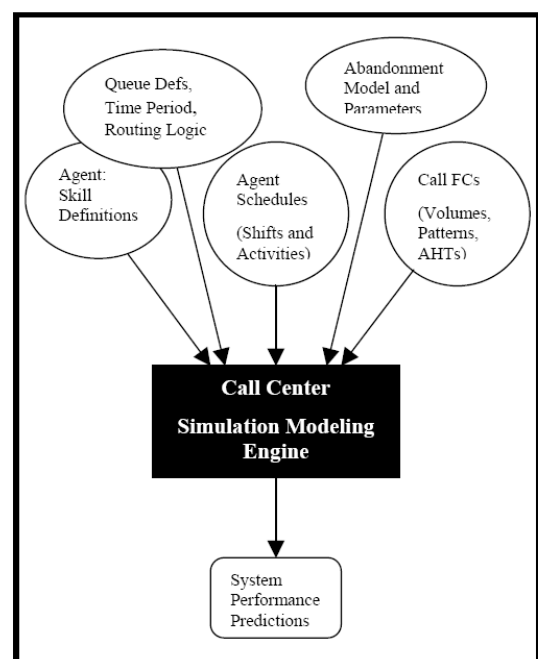 Queue Defs,
Time Period,
Routing Logic
Abandonment
Model and
Parameters
Agent:
Skill
Definitions
Agent
Schedules
(Shifts and
Activities)
Call FCs
(Volumes,
Patterns,
AHTs)
Call Center
Simulation Modeling
Engine
System
Performance
Predictions